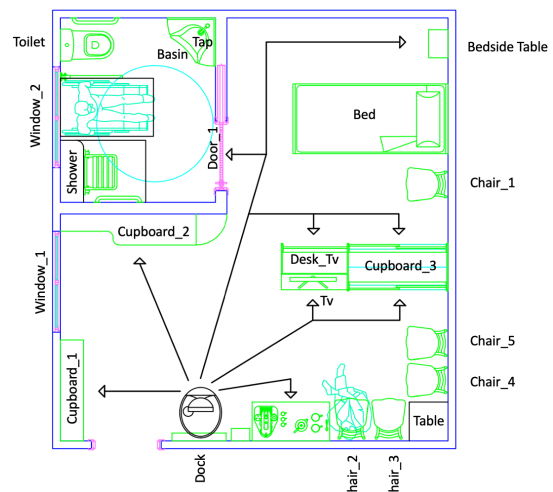 Toilet
Tap
Basin
Bedside Table
Window_2
Door_1
Bed
Shower
Chair_1
Cupboard_2
Window_1
Desk_Tv
Cupboard_3
Tv
Chair_5
Cupboard_1
Chair_4
Table
Dock
hair_2
hair_3